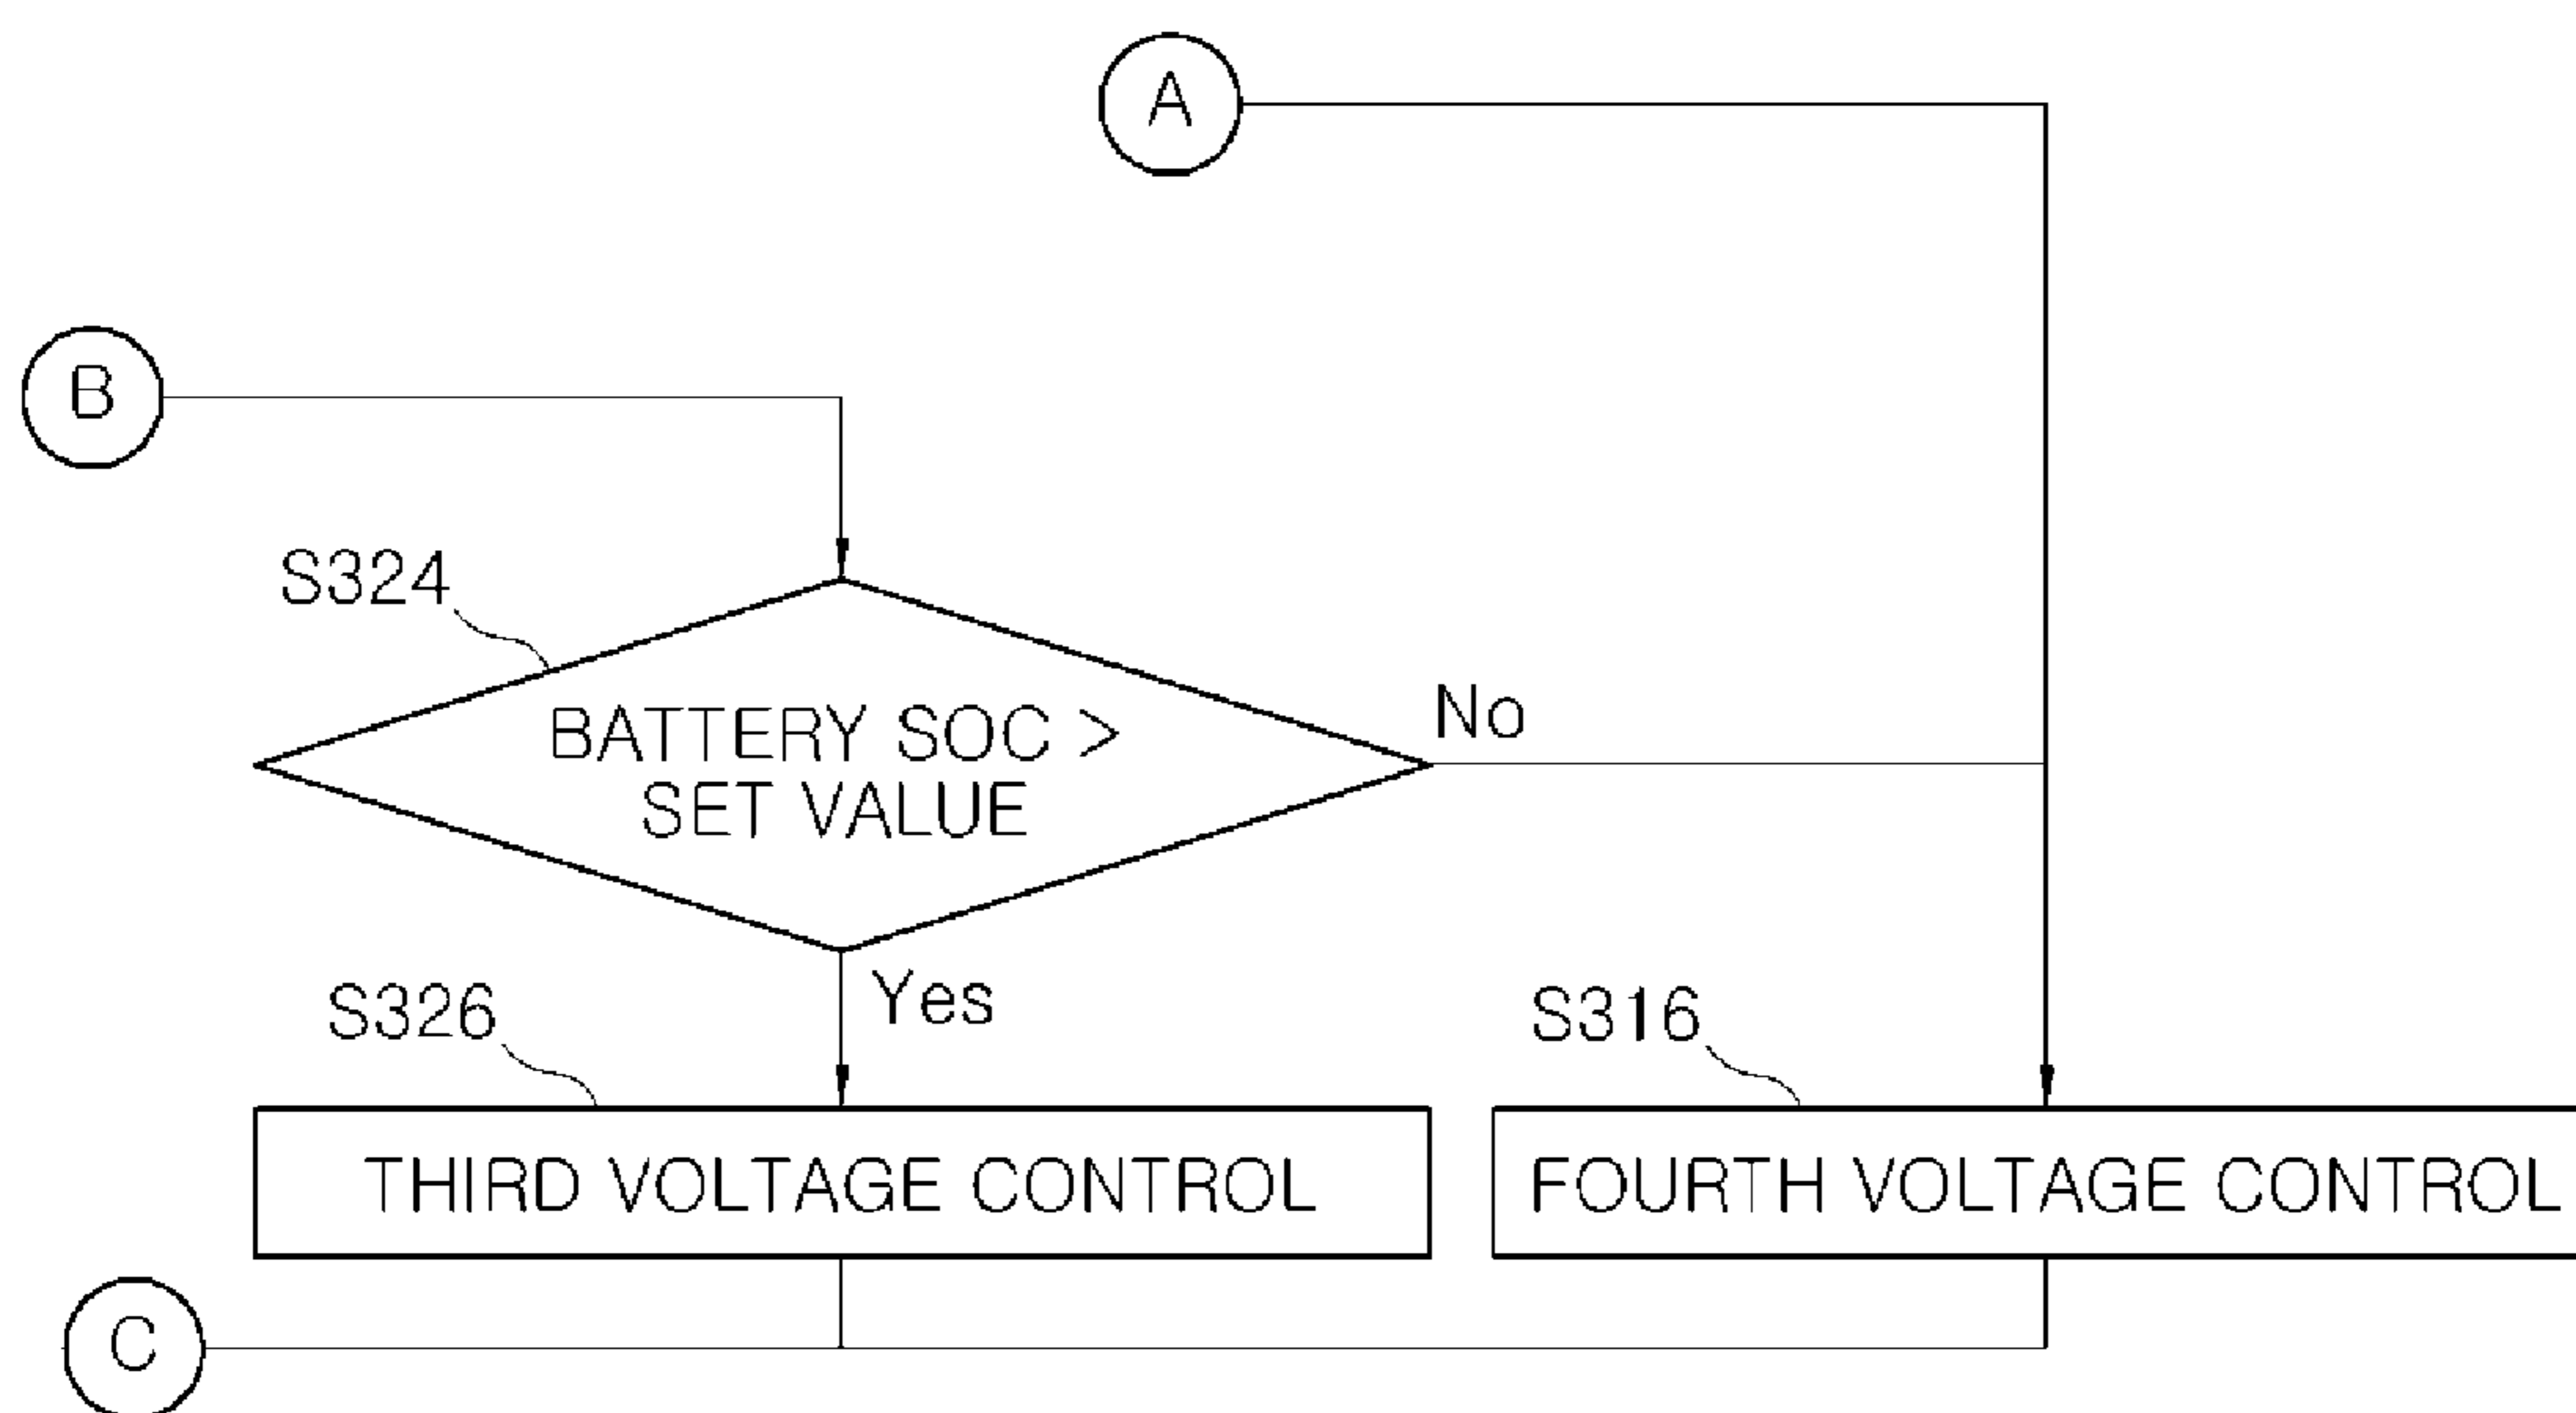 A
B
S324
BATTERY SOC >
SET VALUE
No
Yes
S326
S316
THIRD VOLTAGE CONTROL
FOURTH VOLTAGE CONTROL
C